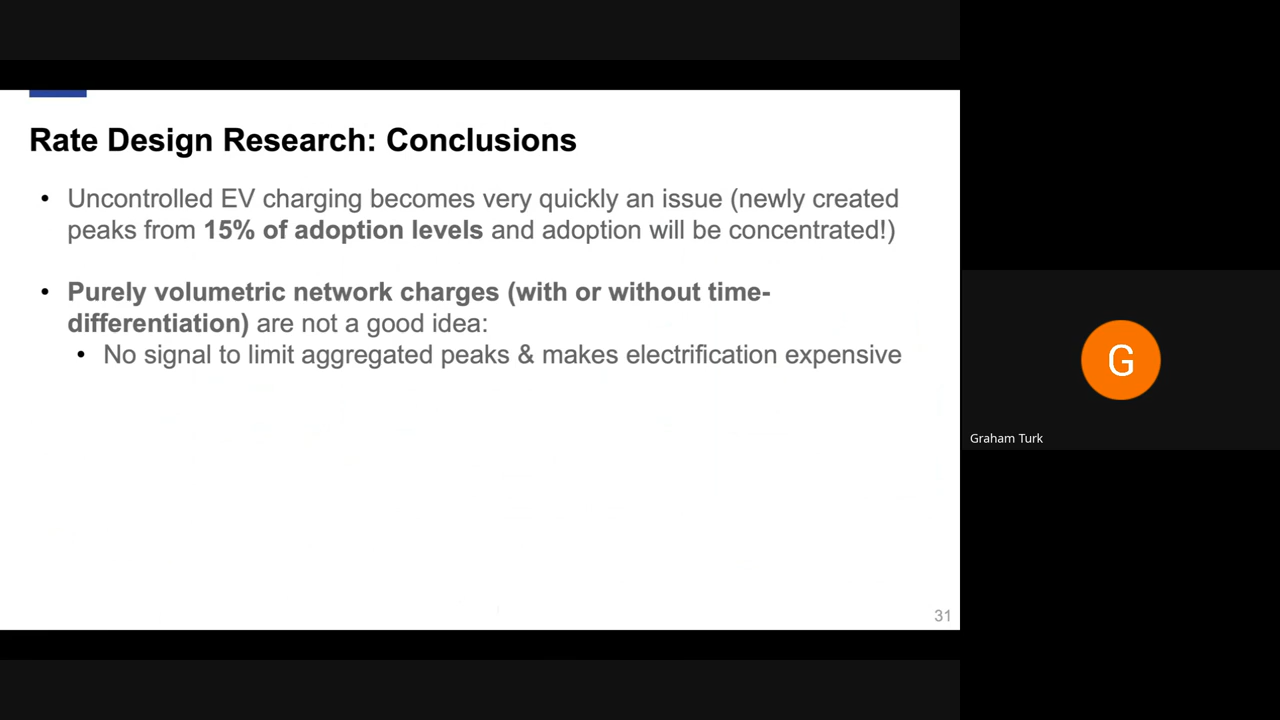 Rate Design Research: Conclusions
• Uncontrolled EV charging becomes very quickly an issue (newly created
peaks from 15% of adoption levels and adoption will be concentrated!)
• Purely volumetric network charges (with or without time-
differentiation) are not a good idea:
• No signal to limit aggregated peaks & makes electrification expensive
31
G
Graham Turk